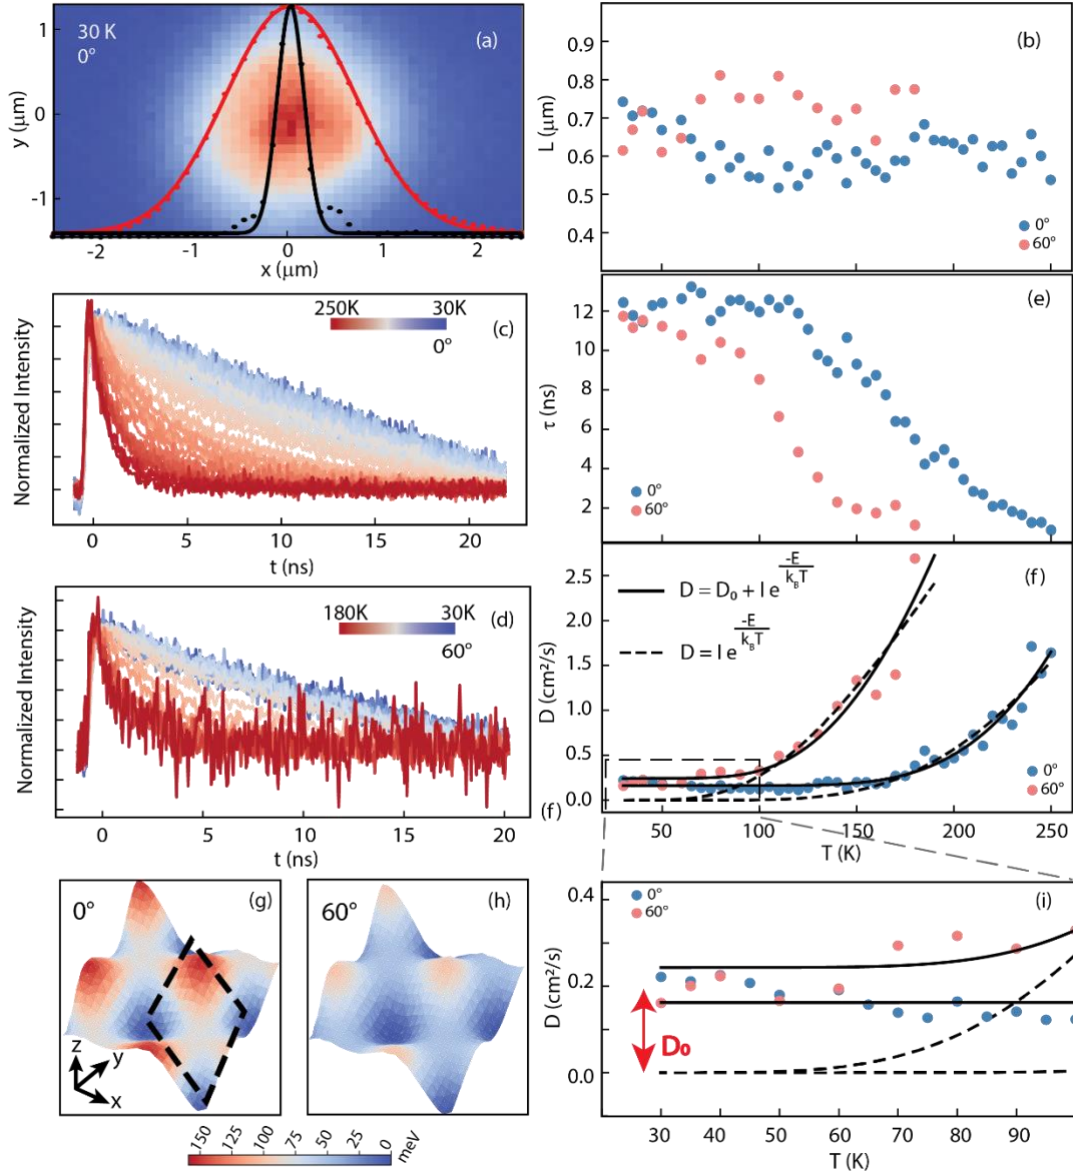 30 K
0°
(a)
1
0
-1
y (μm)
-2
-1
0
1
2
x (μm)
(b)
0.9
0.8
0.7
0.6
0.5
0.4
L (μm)
0°
60°
250K
30K
0°
(c)
Normalized Intensity
0
5
10
15
20
t (ns)
(e)
12
10
8
6
4
2
τ (ns)
0°
60°
180K
30K
60°
(d)
Normalized Intensity
(f)
0
5
10
15
20
t (ns)
D = D₀ + I e^(-E/k_BT)
D = I e^(-E/k_BT)
(f)
2.5
2.0
1.5
1.0
0.5
0.0
D (cm²/s)
0°
60°
50
100
150
200
250
T (K)
0°
(g)
z
y
x
60°
(h)
150
125
100
75
50
25
0
meV
0°
60°
(i)
0.4
0.2
0.0
D (cm²/s)
D₀
30
40
50
60
70
80
90
T (K)